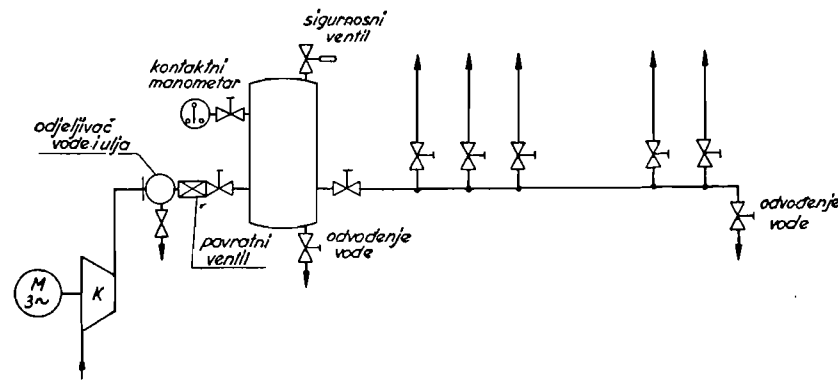 sigurnosni
ventil
kontaktni
manometar
odjeljivač
vode i ulja
povratni
ventil
odvođenje
vode
odvođenje
vode
M
3~
K